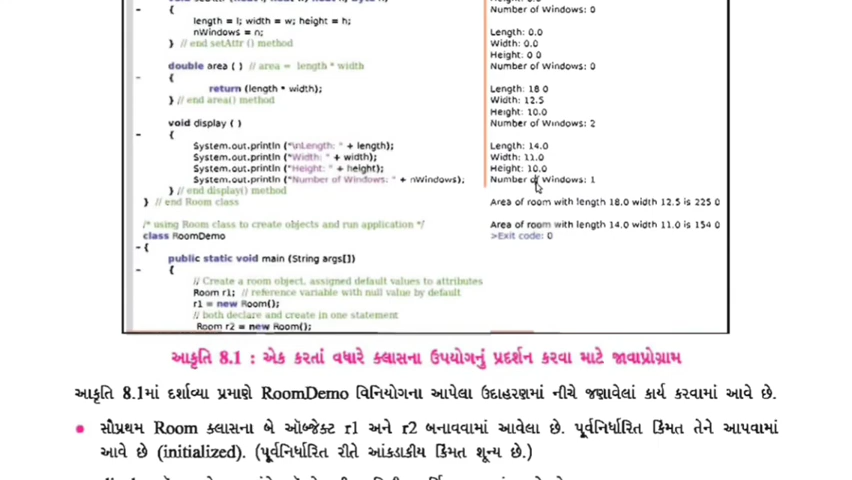 {
length = l; width = w; height = h;
nWindows = n;
} // end setAttr () method
double area ( ) // area = length * width
{
return (length * width);
} // end area() method
void display ( )
{
System.out.println ("\nLength: " + length);
System.out.println ("Width: " + width);
System.out.println ("Height: " + height);
System.out.println ("Number of Windows: " + nWindows);
} // end display() method
} // end Room class
/* using Room class to create objects and run application */
class RoomDemo
{
public static void main (String args[])
{
// Create a room object, assigned default values to attributes
Room r1; // reference variable with null value by default
r1 = new Room();
// both declare and create in one statement
Room r2 = new Room();
Number of Windows: 0
Length: 0.0
Width: 0.0
Height: 0 0
Number of Windows: 0
Length: 18 0
Width: 12.5
Height: 10.0
Number of Windows: 2
Length: 14.0
Width: 11.0
Height: 10.0
Number of Windows: 1
Area of room with length 18.0 width 12.5 is 225 0
Area of room with length 14.0 width 11.0 is 154 0
>Exit code: 0
આકૃતિ 8.1 : એક કરતાં વધારે ક્લાસના ઉપયોગનું પ્રદર્શન કરવા માટે જાવાપ્રોગ્રામ
આકૃતિ 8.1માં દર્શાવ્યા પ્રમાણે RoomDemo વિનિયોગના આપેલા ઉદાહરણમાં નીચે જણાવેલાં કાર્ય કરવામાં આવે છે.
• સૌપ્રથમ Room ક્લાસના બે ઑબ્જેક્ટ r1 અને r2 બનાવવામાં આવેલા છે. પૂર્વનિર્ધારિત કિંમત તેને આપવામાં
આવે છે (initialized). (પૂર્વનિર્ધારિત રીતે આંકડાકીય કિંમત શૂન્ય છે.)